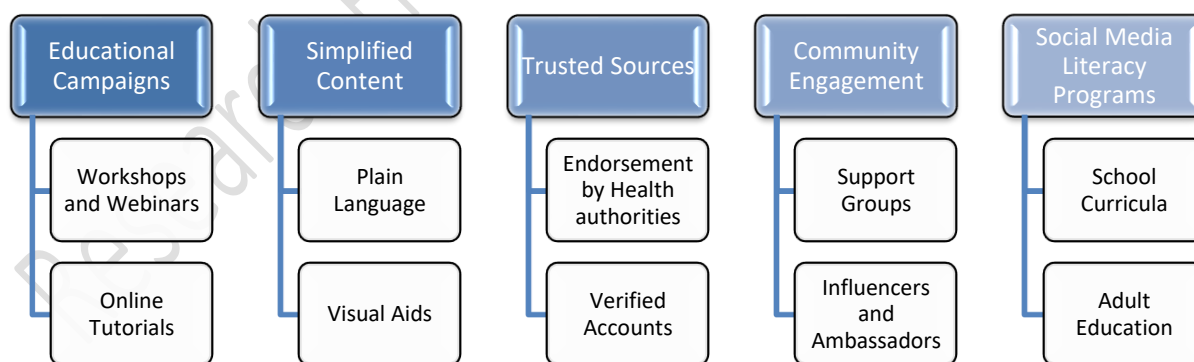 Educational
Campaigns
Workshops
and Webinars
Online
Tutorials
Simplified
Content
Plain
Language
Visual Aids
Trusted Sources
Endorsement
by Health
authorities
Verified
Accounts
Community
Engagement
Support
Groups
Influencers
and
Ambassadors
Social Media
Literacy
Programs
School
Curricula
Adult
Education
Research